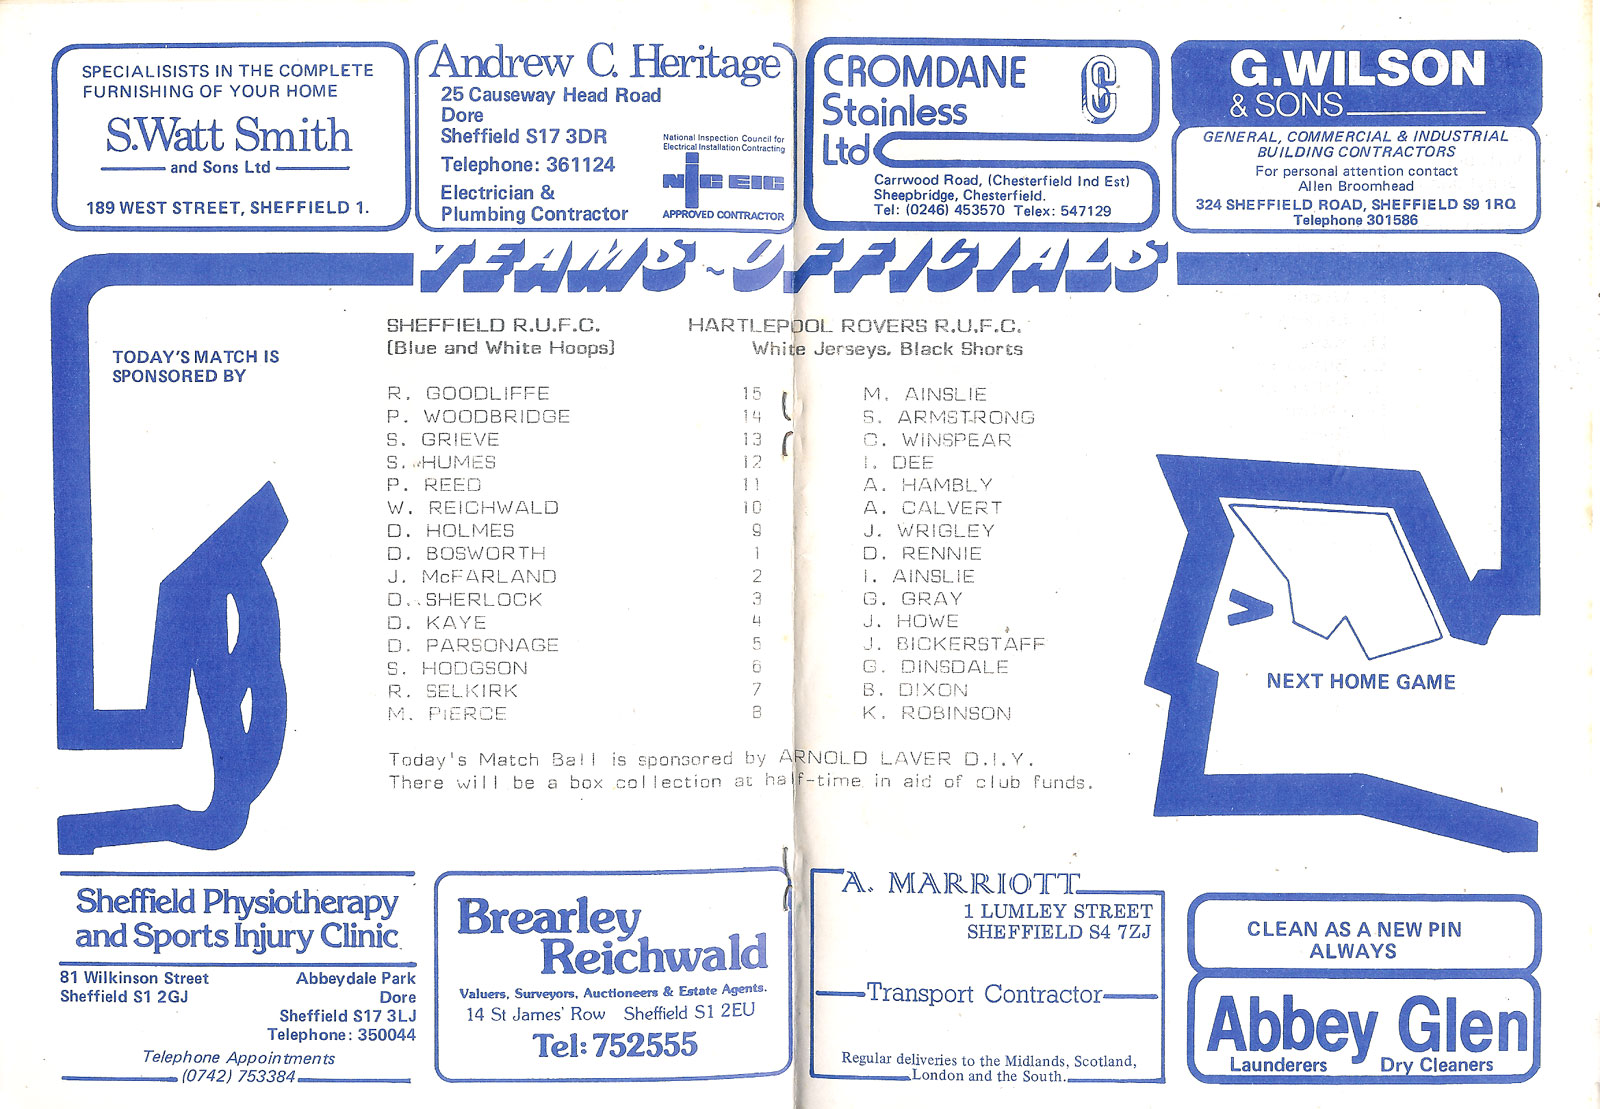 SPECIALISISTS IN THE COMPLETE
FURNISHING OF YOUR HOME
S.Watt Smith
and Sons Ltd
189 WEST STREET, SHEFFIELD 1.
Andrew C. Heritage
25 Causeway Head Road
Dore
Sheffield S17 3DR
Telephone: 361124
Electrician &
Plumbing Contractor
National Inspection Council for
Electrical Installation Contracting
NICEIC
APPROVED CONTRACTOR
CROMDANE
Stainless
Ltd
Carrwood Road, (Chesterfield Ind Est)
Sheepbridge, Chesterfield.
Tel: (0246) 453570 Telex: 547129
G.WILSON
& SONS
GENERAL, COMMERCIAL & INDUSTRIAL
BUILDING CONTRACTORS
For personal attention contact
Allen Broomhead
324 SHEFFIELD ROAD, SHEFFIELD S9 1RQ
Telephone 301586
TEAMS ~ OFFICIALS
TODAY'S MATCH IS
SPONSORED BY
SHEFFIELD R.U.F.C. HARTLEPOOL ROVERS R.U.F.C.
(Blue and White Hoops) White Jerseys. Black Shorts
R. GOODLIFFE 15 M. AINSLIE
P. WOODBRIDGE 14 S. ARMSTRONG
S. GRIEVE 13 C. WINSPEAR
S. HUMES 12 I. DEE
P. REED 11 A. HAMBLY
W. REICHWALD 10 A. CALVERT
D. HOLMES 9 J. WRIGLEY
D. BOSWORTH 1 D. RENNIE
J. McFARLAND 2 I. AINSLIE
D. SHERLOCK 3 G. GRAY
D. KAYE 4 J. HOWE
D. PARSONAGE 5 J. BICKERSTAFF
S. HODGSON 6 G. DINSDALE
R. SELKIRK 7 B. DIXON
M. PIERCE 8 K. ROBINSON
Today's Match Ball is sponsored by ARNOLD LAVER D.I.Y.
There will be a box collection at half-time in aid of club funds.
NEXT HOME GAME
Sheffield Physiotherapy
and Sports Injury Clinic
81 Wilkinson Street
Sheffield S1 2GJ
Abbeydale Park
Dore
Sheffield S17 3LJ
Telephone: 350044
Telephone Appointments
(0742) 753384
Brearley
Reichwald
Valuers, Surveyors, Auctioneers & Estate Agents.
14 St James' Row Sheffield S1 2EU
Tel: 752555
A. MARRIOTT
1 LUMLEY STREET
SHEFFIELD S4 7ZJ
Transport Contractor
Regular deliveries to the Midlands, Scotland,
London and the South.
CLEAN AS A NEW PIN
ALWAYS
Abbey Glen
Launderers Dry Cleaners